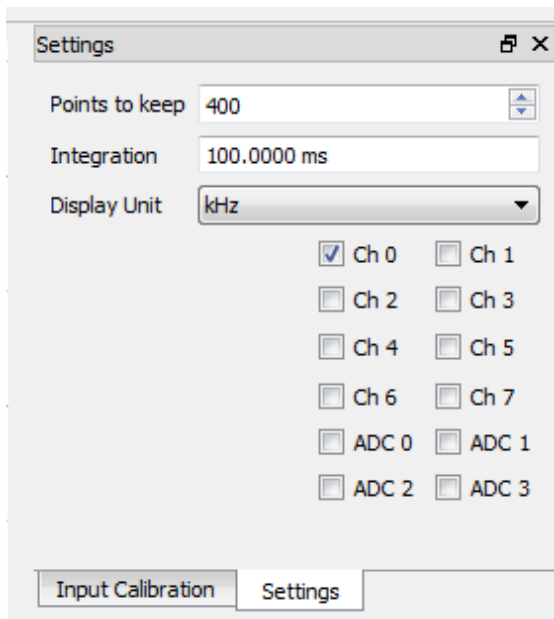 Settings
Points to keep 400
Integration 100.0000 ms
Display Unit kHz
Ch 0 Ch 1
Ch 2 Ch 3
Ch 4 Ch 5
Ch 6 Ch 7
ADC 0 ADC 1
ADC 2 ADC 3
Input Calibration Settings